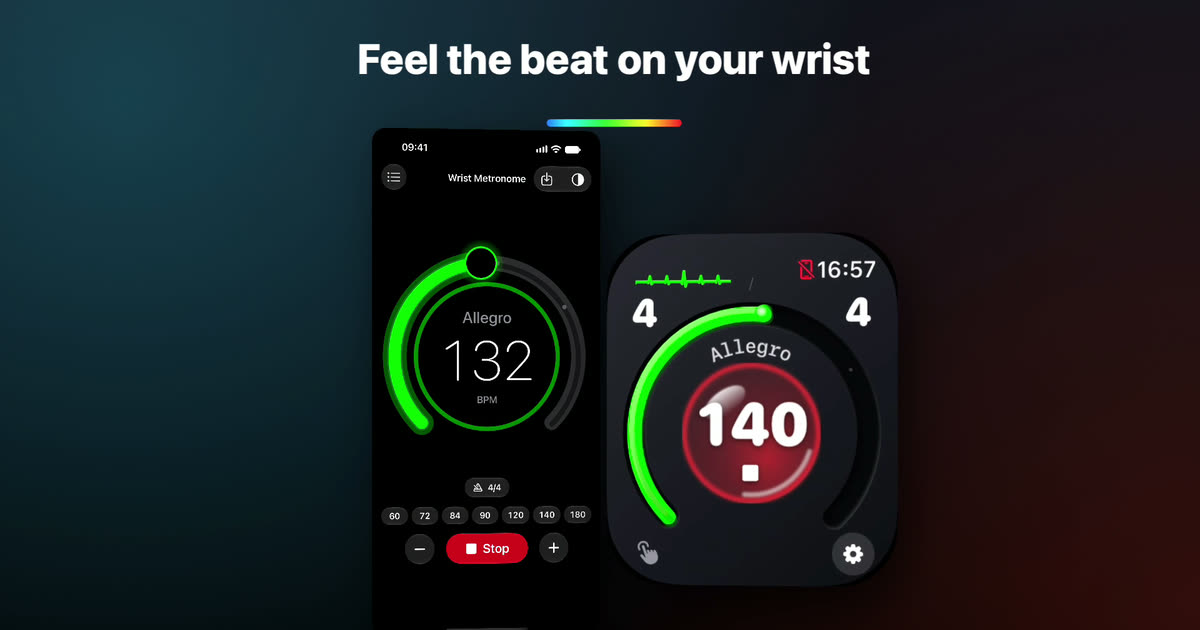 Feel the beat on your wrist
09:41
Wrist Metronome
Allegro
132
BPM
4/4
60 72 84 90 120 140 180
− Stop +
16:57
4 / 4
Allegro
140